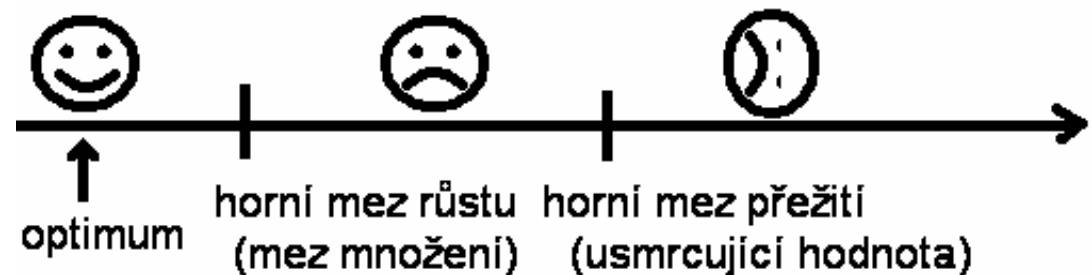 optimum
horní mez růstu
(mez množení)
horní mez přežití
(usmrcující hodnota)